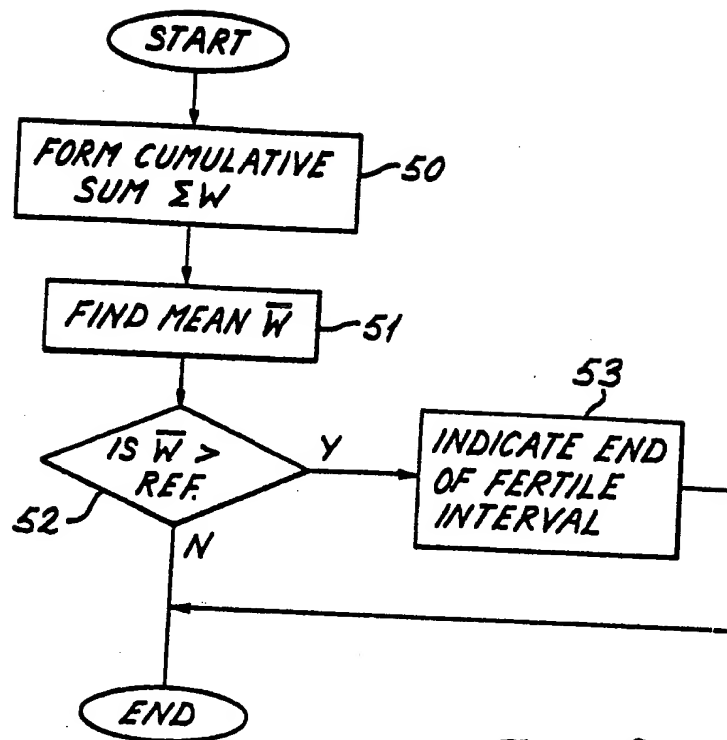 START
FORM CUMULATIVE
SUM ΣW
50
FIND MEAN W̅
51
IS W̅ >
REF.
52
Y
N
53
INDICATE END
OF FERTILE
INTERVAL
END